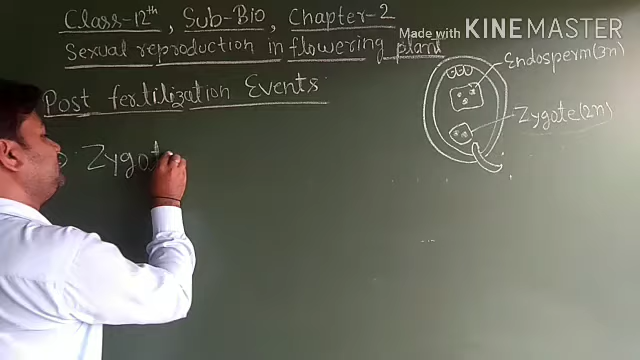 Class-12th, Sub-Bio, Chapter-2
Made with KINEMASTER
Sexual reproduction in flowering plant
Endosperm(3n)
Post fertilization Events
Zygote(2n)
Zygot